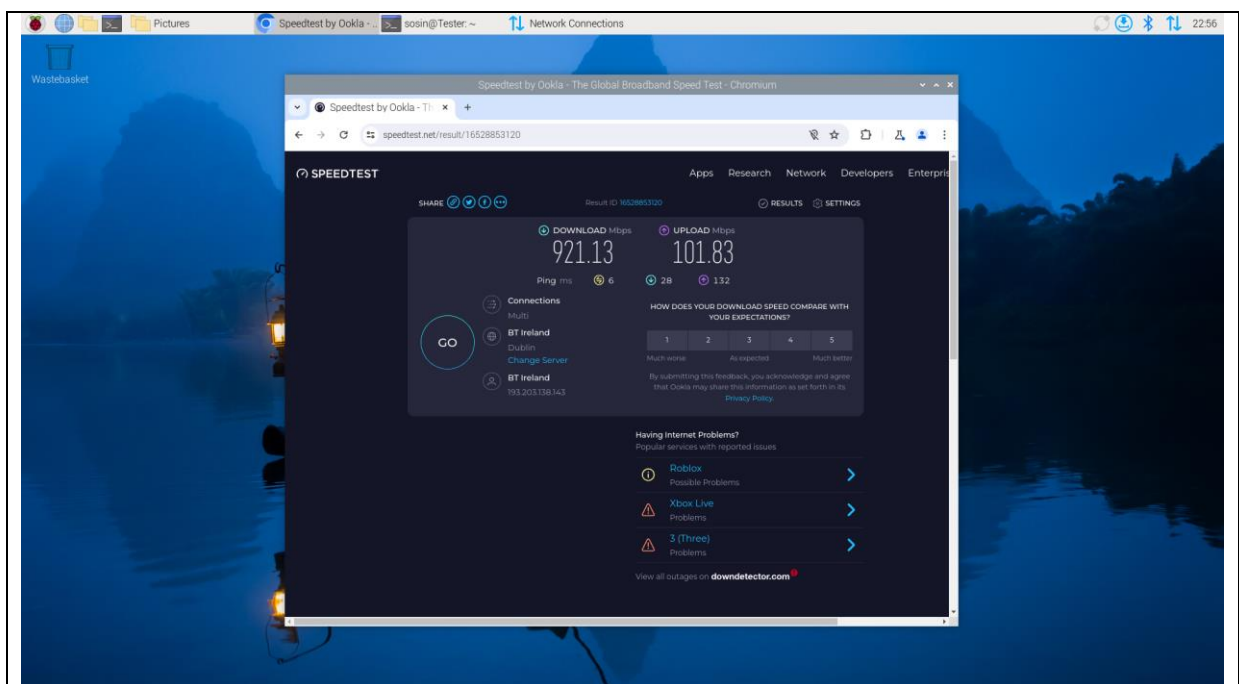 Pictures
Speedtest by Ookla - ...
sosin@Tester: ~
Network Connections
22:56
Wastebasket
Speedtest by Ookla - The Global Broadband Speed Test - Chromium
Speedtest by Ookla - Th
speedtest.net/result/16528853120
SPEEDTEST
Apps Research Network Developers Enterpris
SHARE
Result ID 16528853120
RESULTS SETTINGS
DOWNLOAD Mbps UPLOAD Mbps
921.13 101.83
Ping ms 6 28 132
Connections
Multi
GO
BT Ireland
Dublin
Change Server
BT Ireland
193.203.138.143
HOW DOES YOUR DOWNLOAD SPEED COMPARE WITH
YOUR EXPECTATIONS?
1 2 3 4 5
Much worse As expected Much better
By submitting this feedback, you acknowledge and agree
that Ookla may share this information as set forth in its
Privacy Policy.
Having Internet Problems?
Popular services with reported issues
Roblox
Possible Problems
Xbox Live
Problems
3 (Three)
Problems
View all outages on downdetector.com